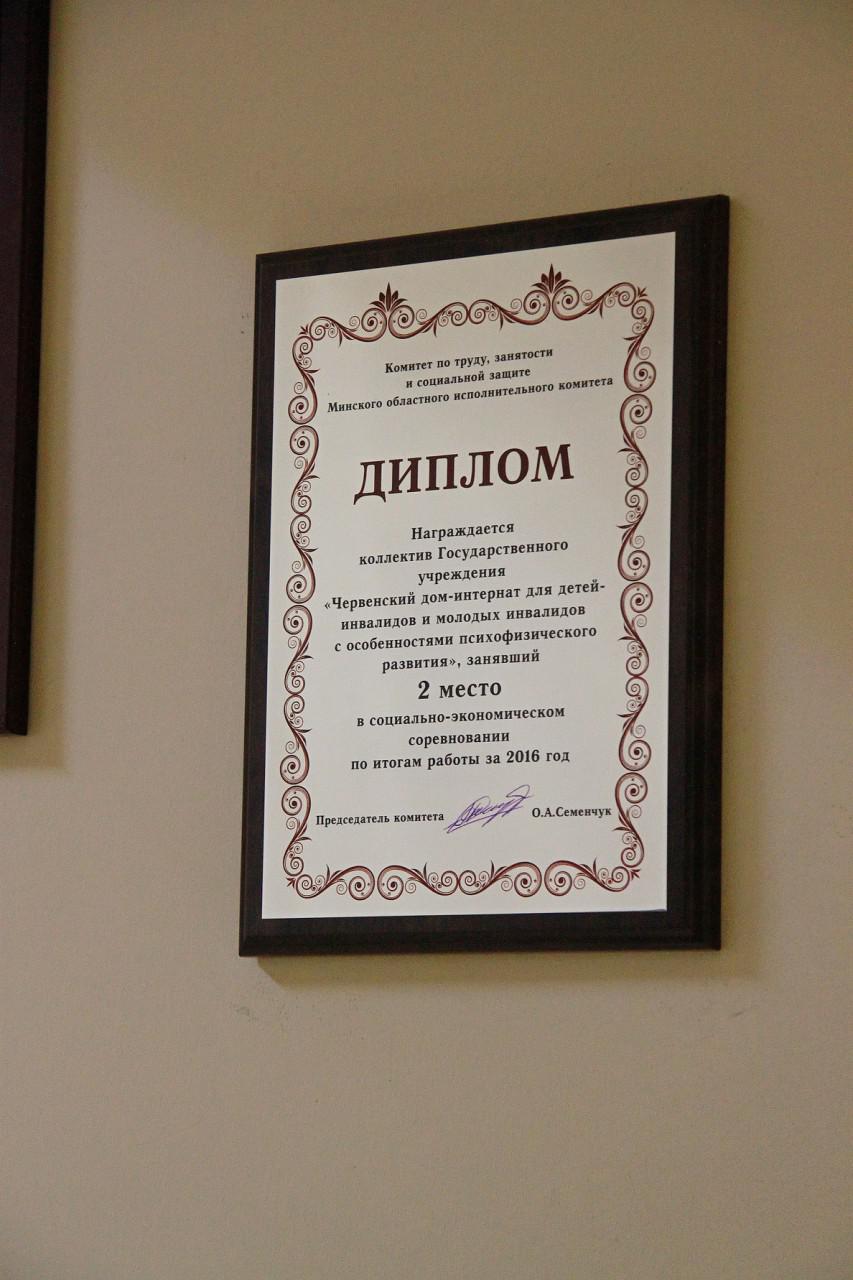 Комитет по труду, занятости
и социальной защите
Минского областного исполнительного комитета
ДИПЛОМ
Награждается
коллектив Государственного
учреждения
«Червенский дом-интернат для детей-
инвалидов и молодых инвалидов
с особенностями психофизического
развития», занявший
2 место
в социально-экономическом
соревновании
по итогам работы за 2016 год
Председатель комитета О.А.Семенчук